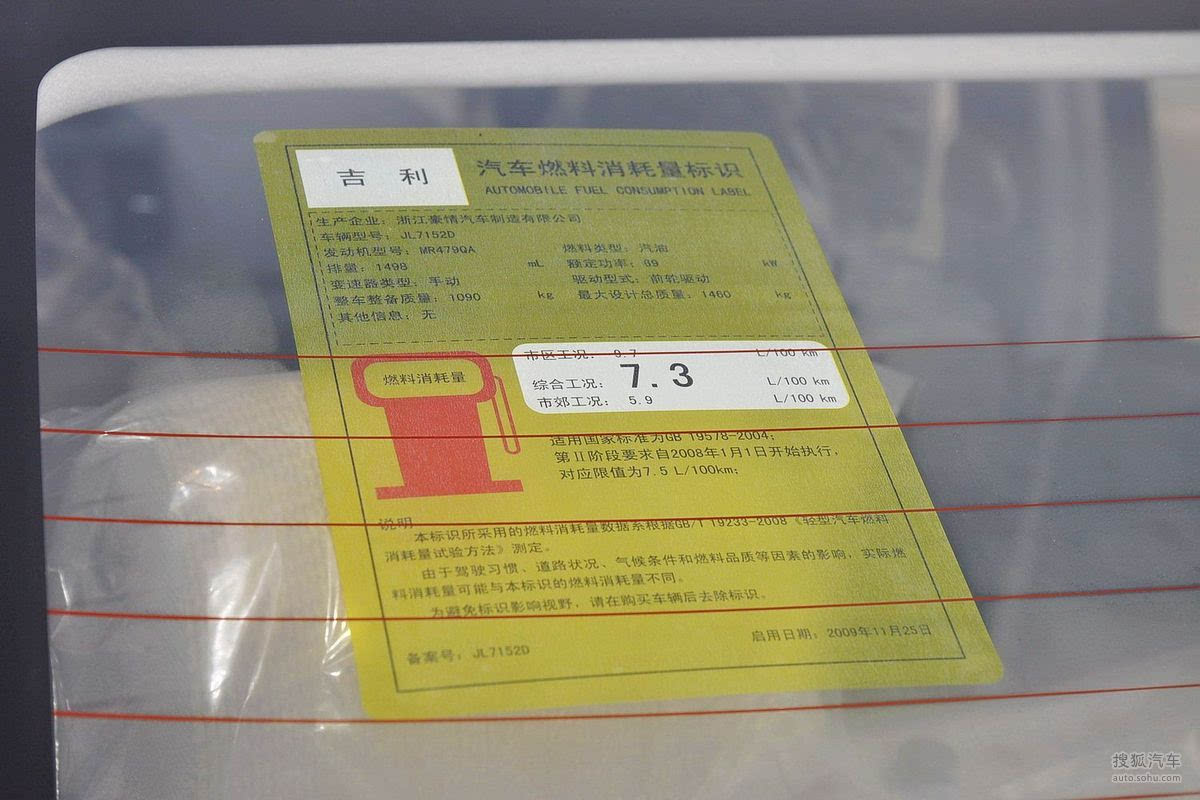 吉 利
汽车燃料消耗量标识
AUTOMOBILE FUEL CONSUMPTION LABEL
生产企业：浙江豪情汽车制造有限公司
车辆型号：JL7152D
发动机型号：MR479QA 燃料类型：汽油
排量：1498 mL 额定功率：69 kW
变速器类型：手动 驱动型式：前轮驱动
整车整备质量：1090 kg 最大设计总质量：1460 kg
其他信息：无
燃料消耗量
市区工况：9.7 L/100 km
综合工况：7.3 L/100 km
市郊工况：5.9 L/100 km
适用国家标准为GB 19578-2004；
第Ⅱ阶段要求自2008年1月1日开始执行，
对应限值为7.5 L/100km；
说明
本标识所采用的燃料消耗量数据系根据GB/T 19233-2008《轻型汽车燃料
消耗量试验方法》测定。
由于驾驶习惯、道路状况、气候条件和燃料品质等因素的影响，实际燃
料消耗量可能与本标识的燃料消耗量不同。
为避免标识影响视野，请在购买车辆后去除标识。
备案号：JL7152D 启用日期：2009年11月25日
搜狐汽车
auto.sohu.com